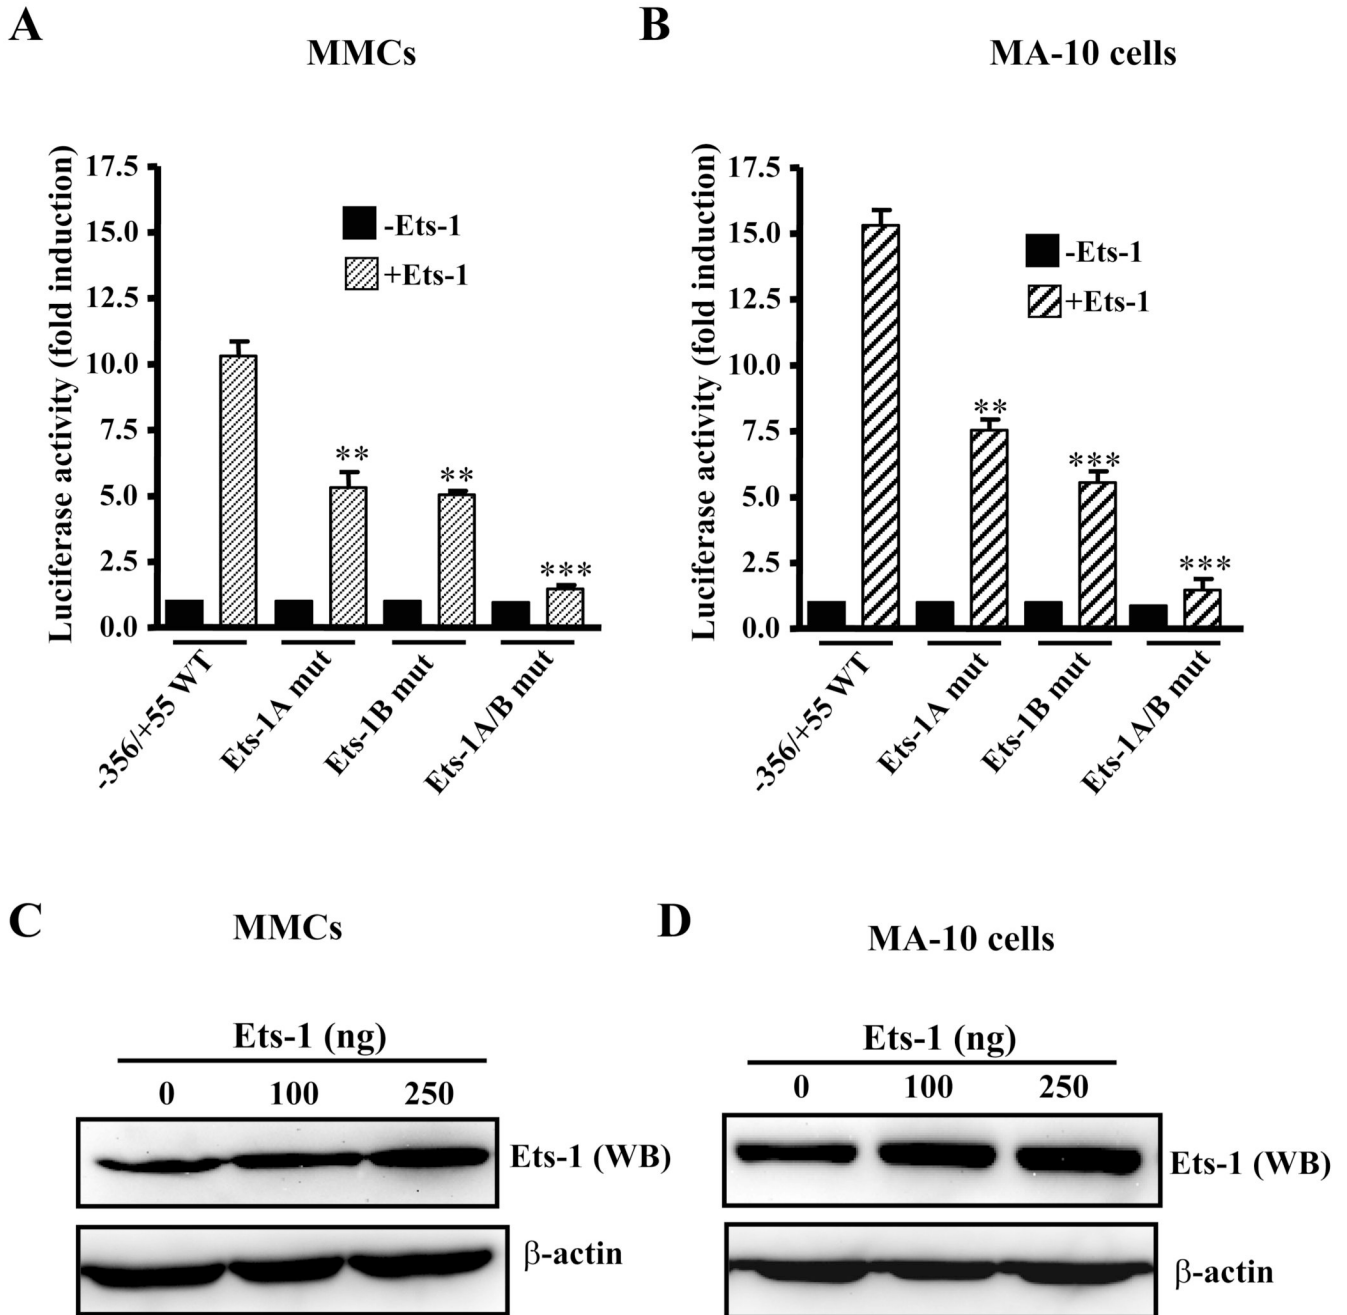 A
MMCs
Luciferase activity (fold induction)
17.5
15.0
12.5
10.0
7.5
5.0
2.5
0.0
-Ets-1
+Ets-1
**
**
***
-356/+55 WT
Ets-1A mut
Ets-1B mut
Ets-1A/B mut
B
MA-10 cells
Luciferase activity (fold induction)
17.5
15.0
12.5
10.0
7.5
5.0
2.5
0.0
-Ets-1
+Ets-1
**
***
***
-356/+55 WT
Ets-1A mut
Ets-1B mut
Ets-1A/B mut
C
MMCs
Ets-1 (ng)
0 100 250
Ets-1 (WB)
β-actin
D
MA-10 cells
Ets-1 (ng)
0 100 250
Ets-1 (WB)
β-actin